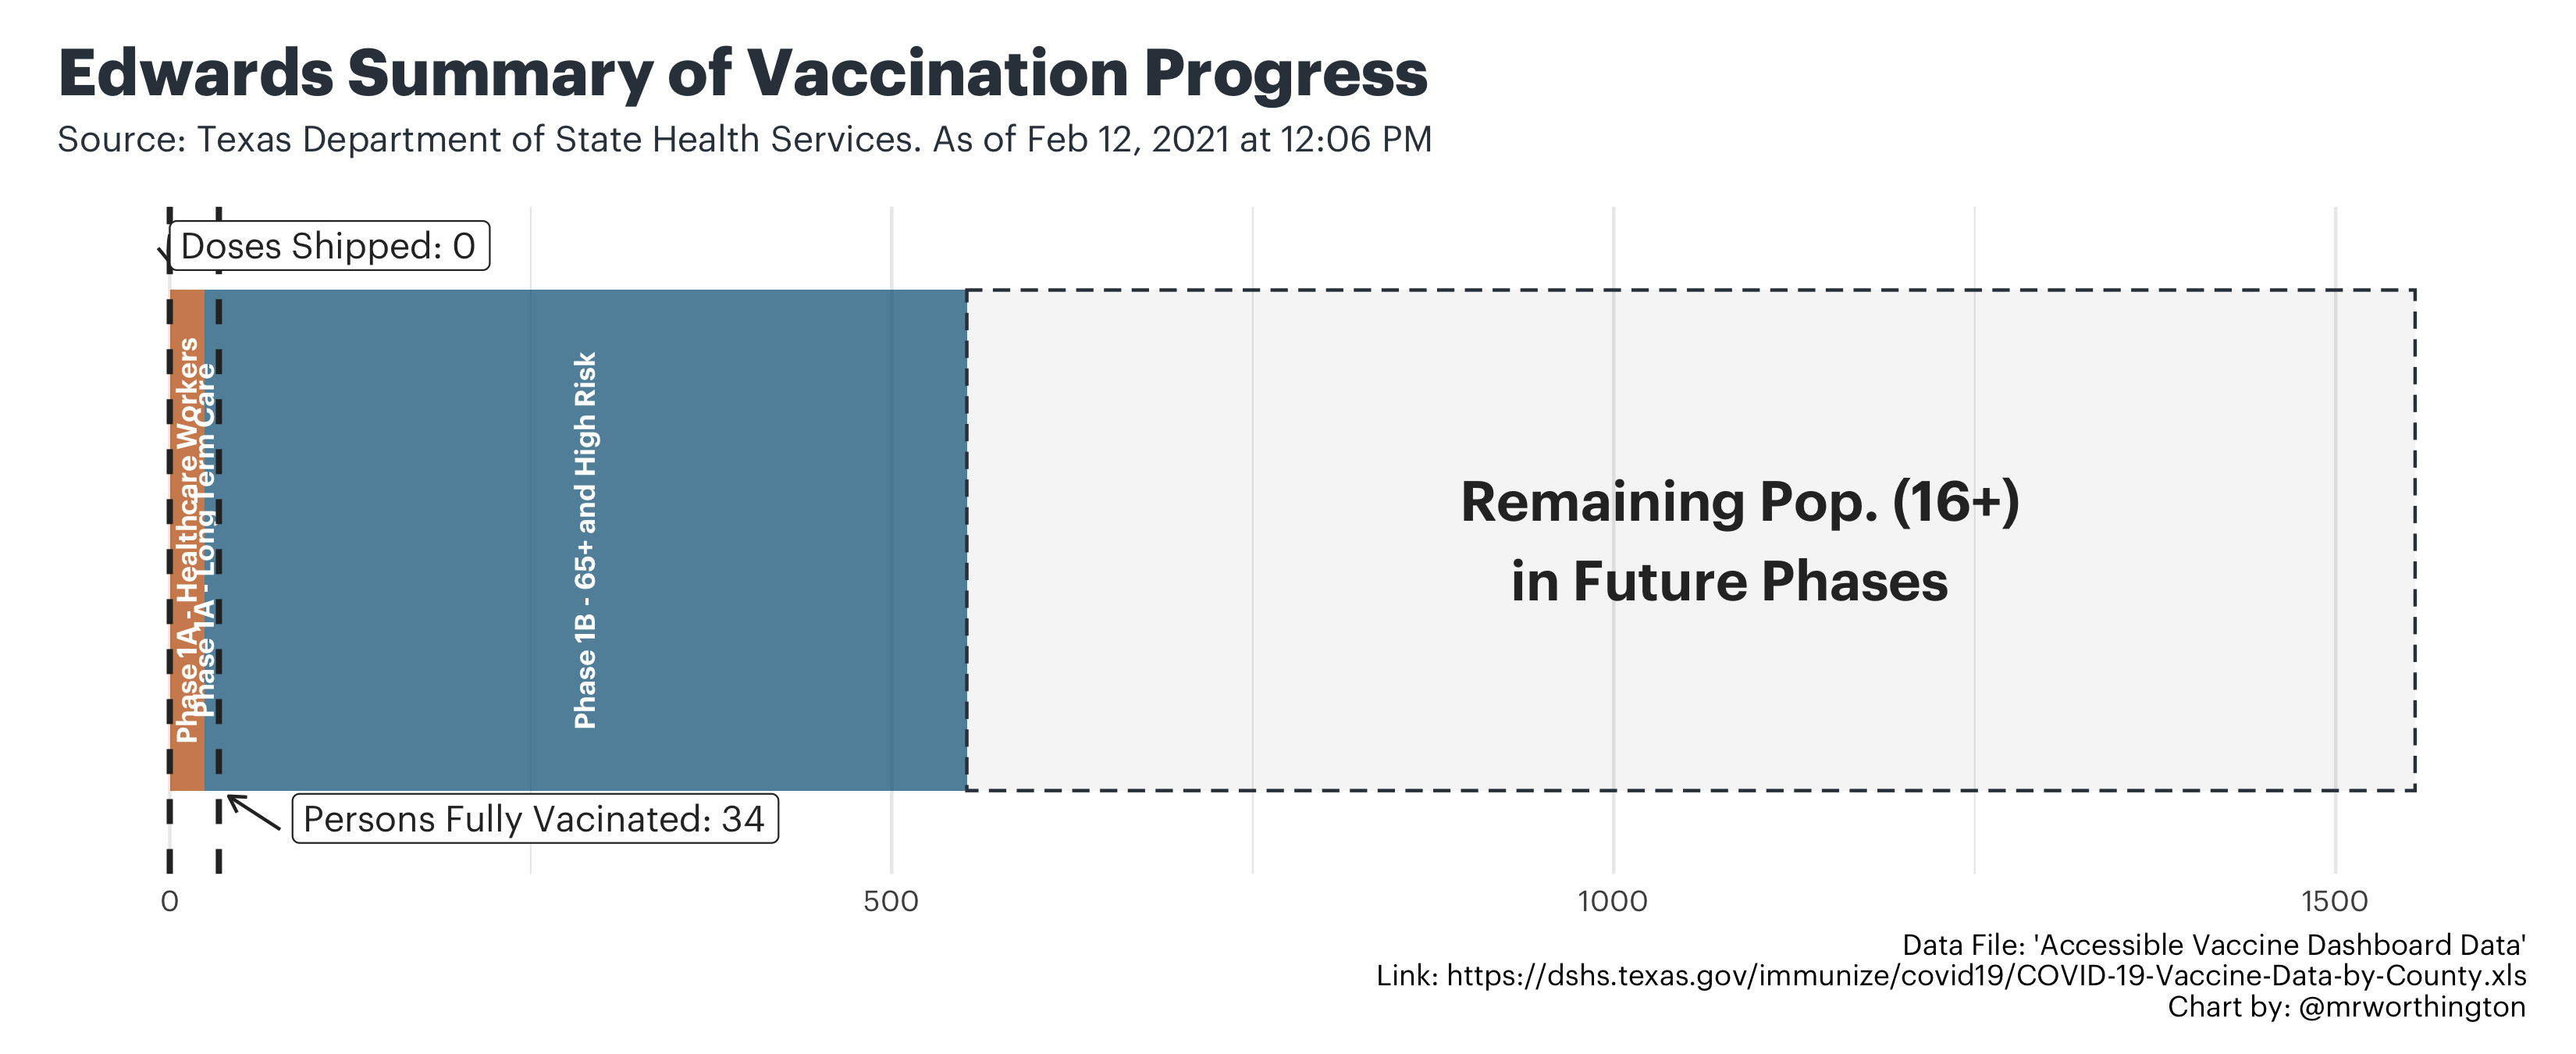 Edwards Summary of Vaccination Progress
Source: Texas Department of State Health Services. As of Feb 12, 2021 at 12:06 PM
Doses Shipped: 0
Phase 1A - Healthcare Workers
Phase 1A - Long Term Care
Phase 1B - 65+ and High Risk
Remaining Pop. (16+)
in Future Phases
Persons Fully Vacinated: 34
0
500
1000
1500
Data File: 'Accessible Vaccine Dashboard Data'
Link: https://dshs.texas.gov/immunize/covid19/COVID-19-Vaccine-Data-by-County.xls
Chart by: @mrworthington